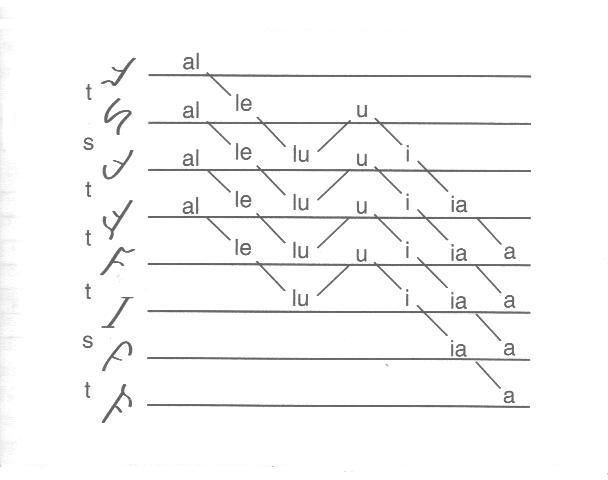 al
t le
al u
s le lu i
al u
t le lu i ia
al u
t le lu i ia a
u
t lu i ia a
s ia a
t a